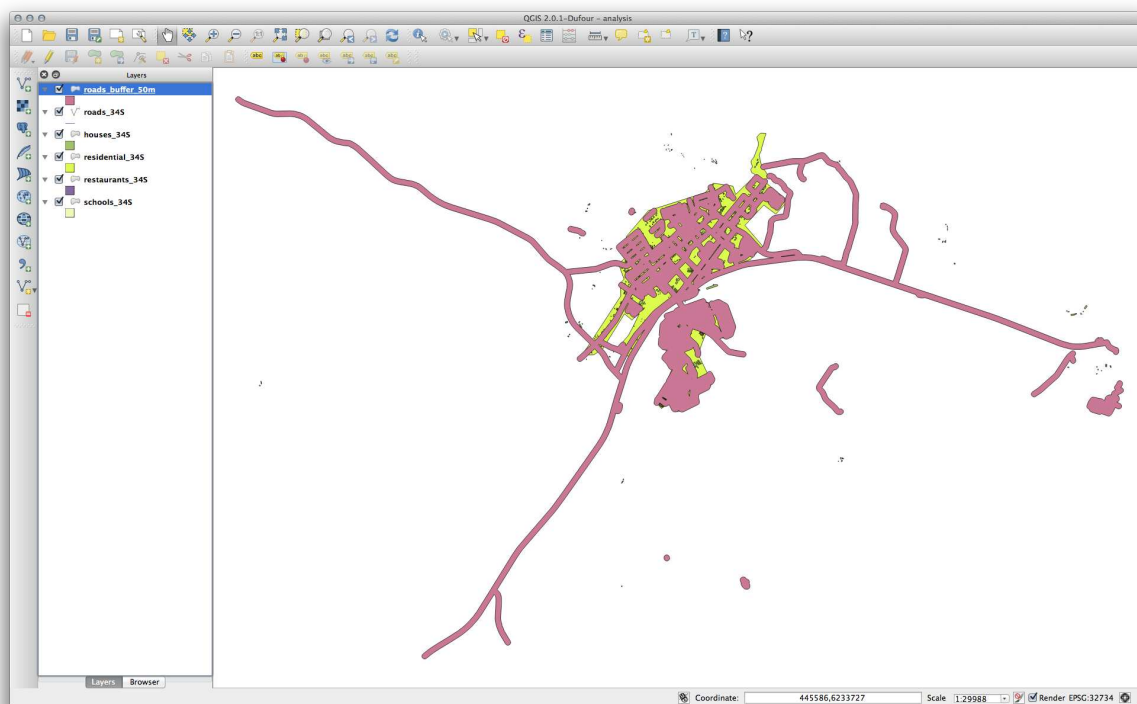 QGIS 2.0.1-Dufour - analysis
Layers
roads_buffer_50m
roads_34S
houses_34S
residential_34S
restaurants_34S
schools_34S
Layers Browser
Coordinate: 445586,6233727 Scale 1:29988 Render EPSG:32734